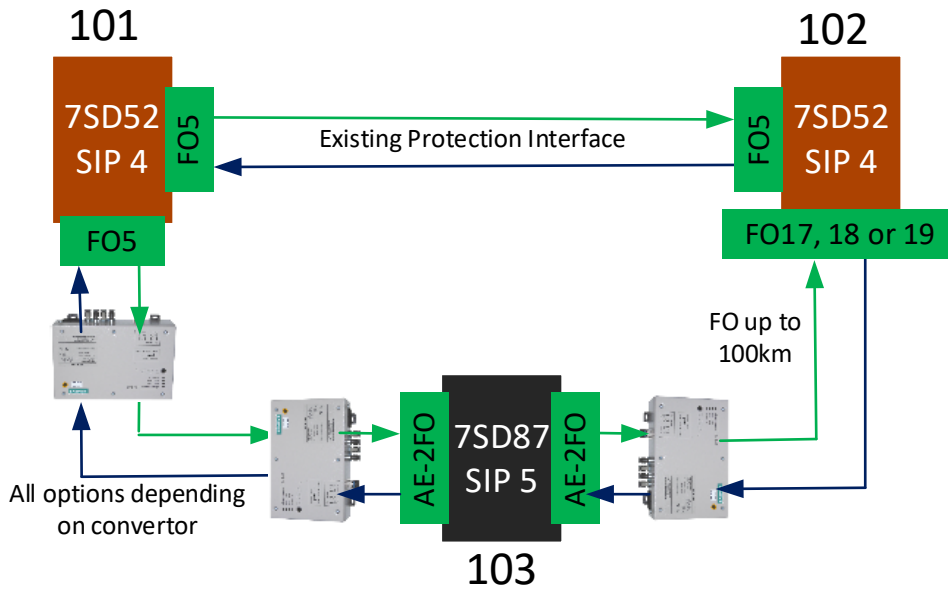 101
102
7SD52
SIP 4
FO5
Existing Protection Interface
FO5
7SD52
SIP 4
FO5
FO17, 18 or 19
FO up to
100km
AE-2FO
7SD87
SIP 5
AE-2FO
All options depending
on convertor
103